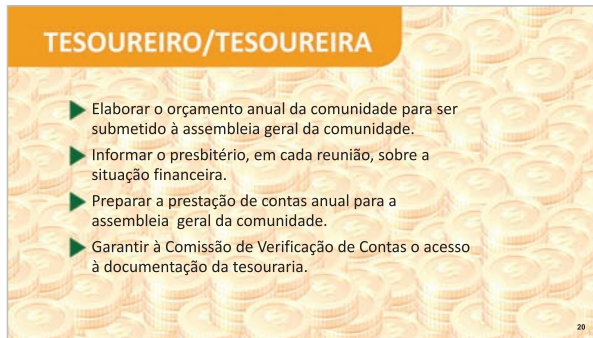 TESOUREIRO/TESOUREIRA
Elaborar o orçamento anual da comunidade para ser
submetido à assembleia geral da comunidade.
Informar o presbitério, em cada reunião, sobre a
situação financeira.
Preparar a prestação de contas anual para a
assembleia geral da comunidade.
Garantir à Comissão de Verificação de Contas o acesso
à documentação da tesouraria.
20